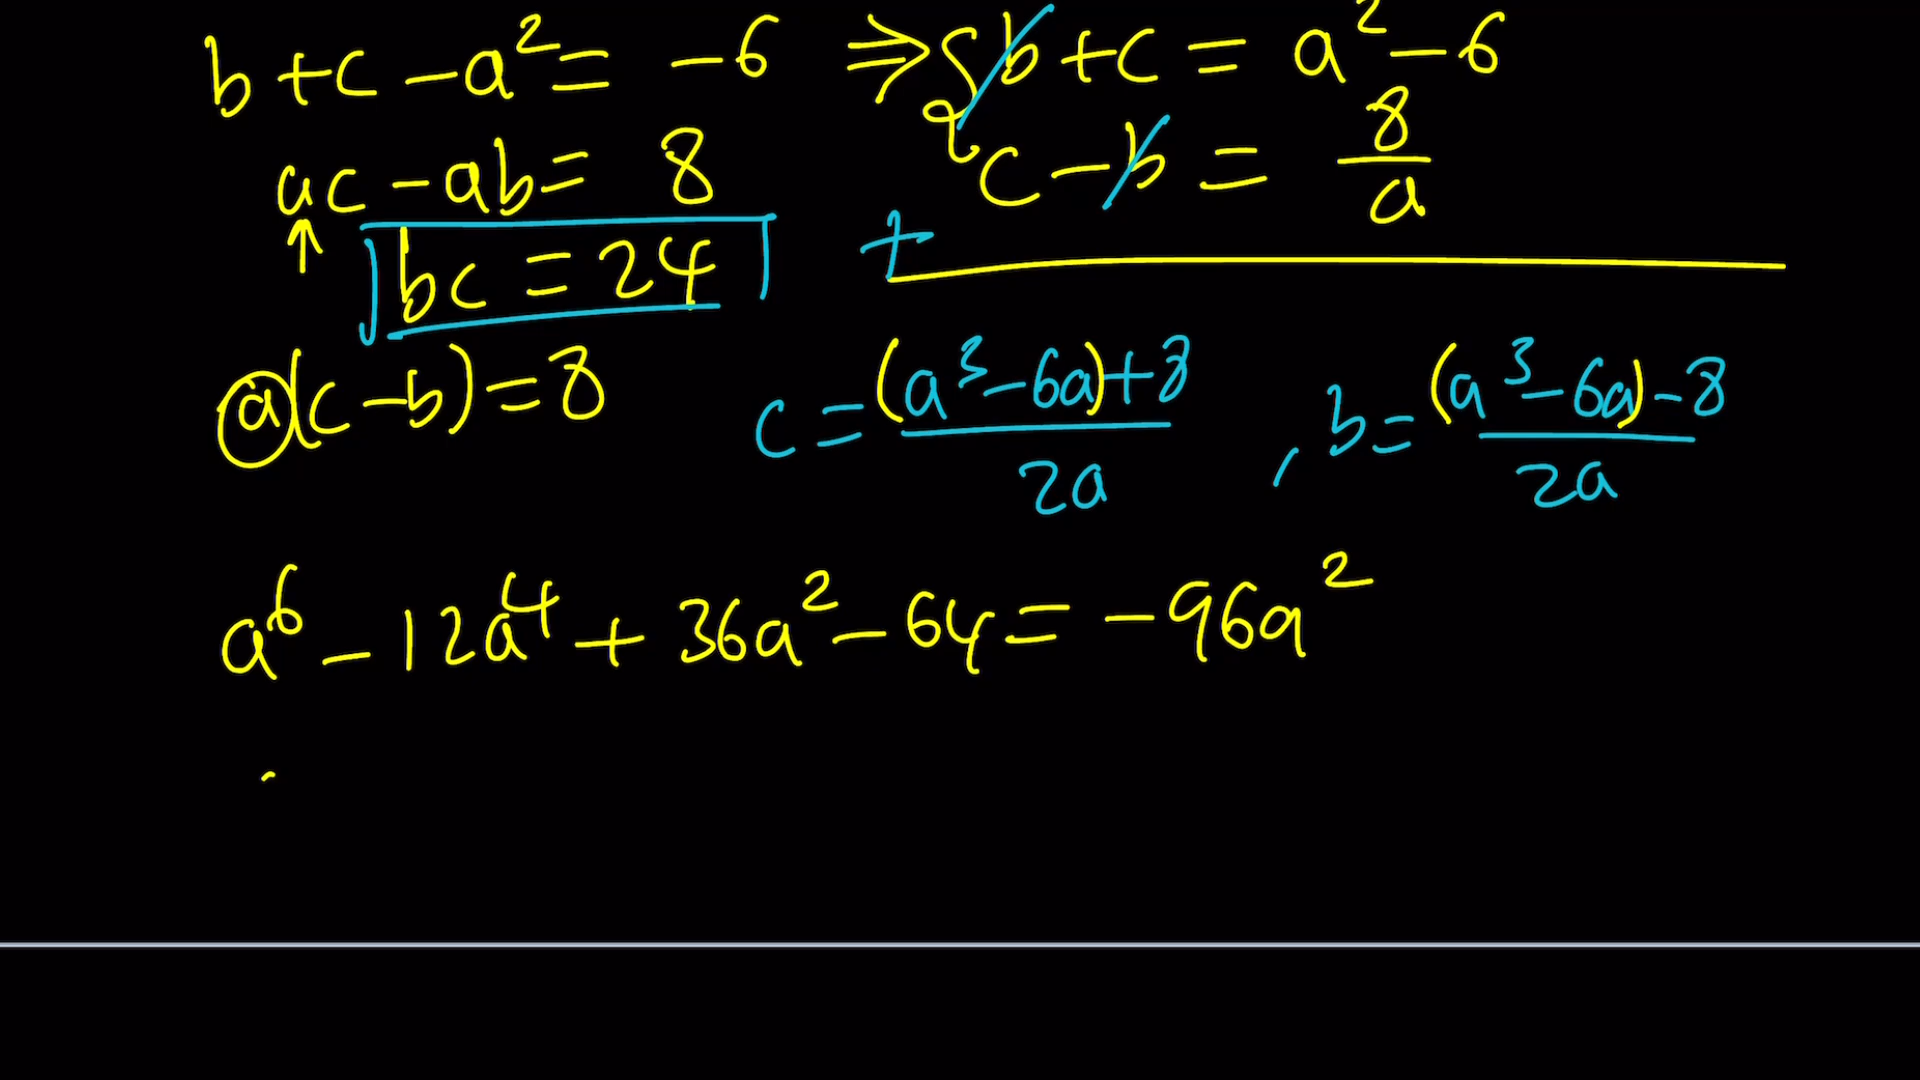 b + c - a² = -6 ⇒ { b + c = a² - 6
ac - ab = 8 c - b = 8/a
↑ bc = 24 +
a(c - b) = 8 c = (a³ - 6a) + 8 / 2a , b = (a³ - 6a) - 8 / 2a
a⁶ - 12a⁴ + 36a² - 64 = -96a²